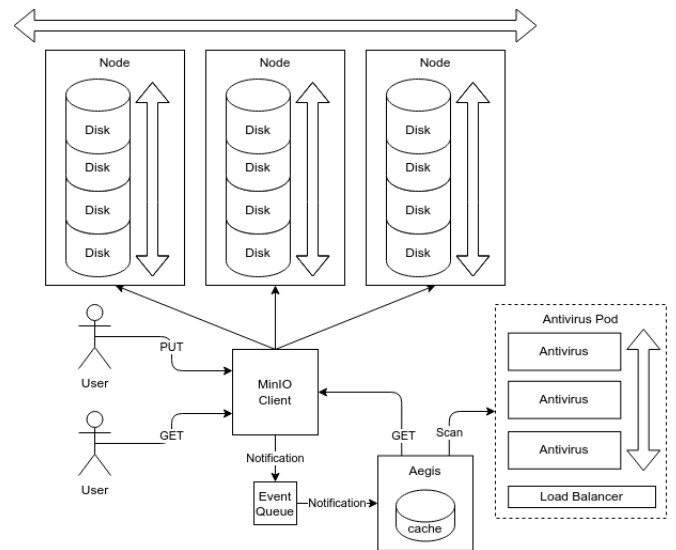 Node
Node
Node
Disk
Disk
Disk
Disk
Disk
Disk
Disk
Disk
Disk
Disk
Disk
Disk
User
PUT
User
GET
MinIO
Client
Notification
Event
Queue
Notification
GET
Scan
Aegis
cache
Antivirus Pod
Antivirus
Antivirus
Antivirus
Load Balancer